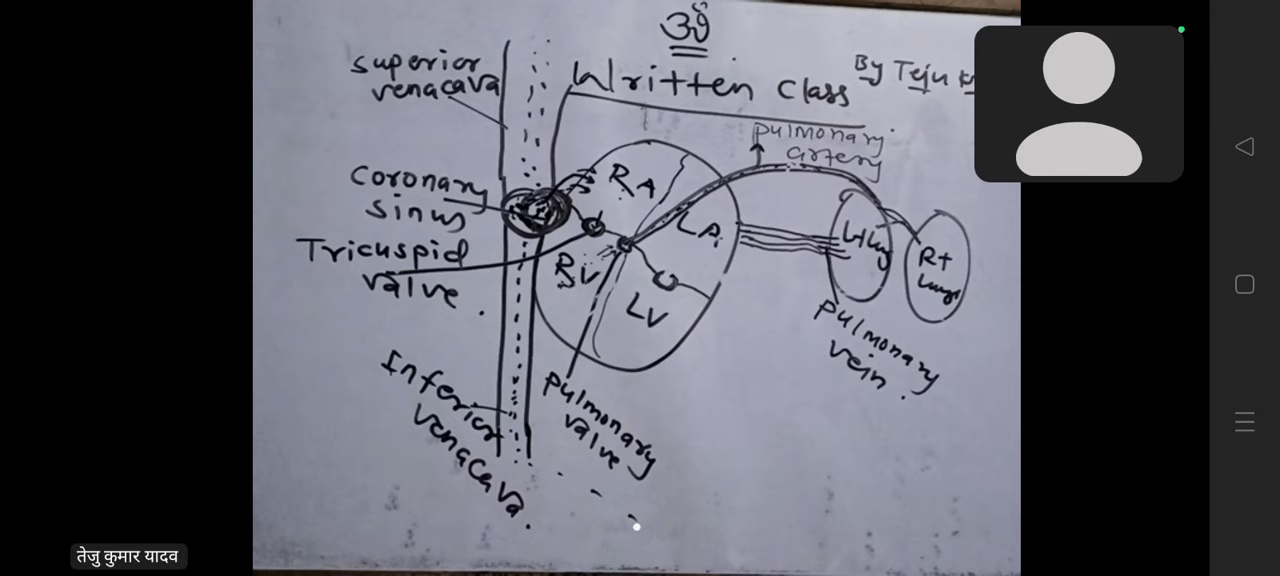 ॐ
Written Class
By Teju
superior
venacava
coronary
sinus
Tricuspid
valve.
Inferior
venacava.
pulmonary
valve
RA
LA
RV
LV
pulmonary
artery
Lt lung
Rt
lungs
pulmonary
vein.
तेजु कुमार यादव